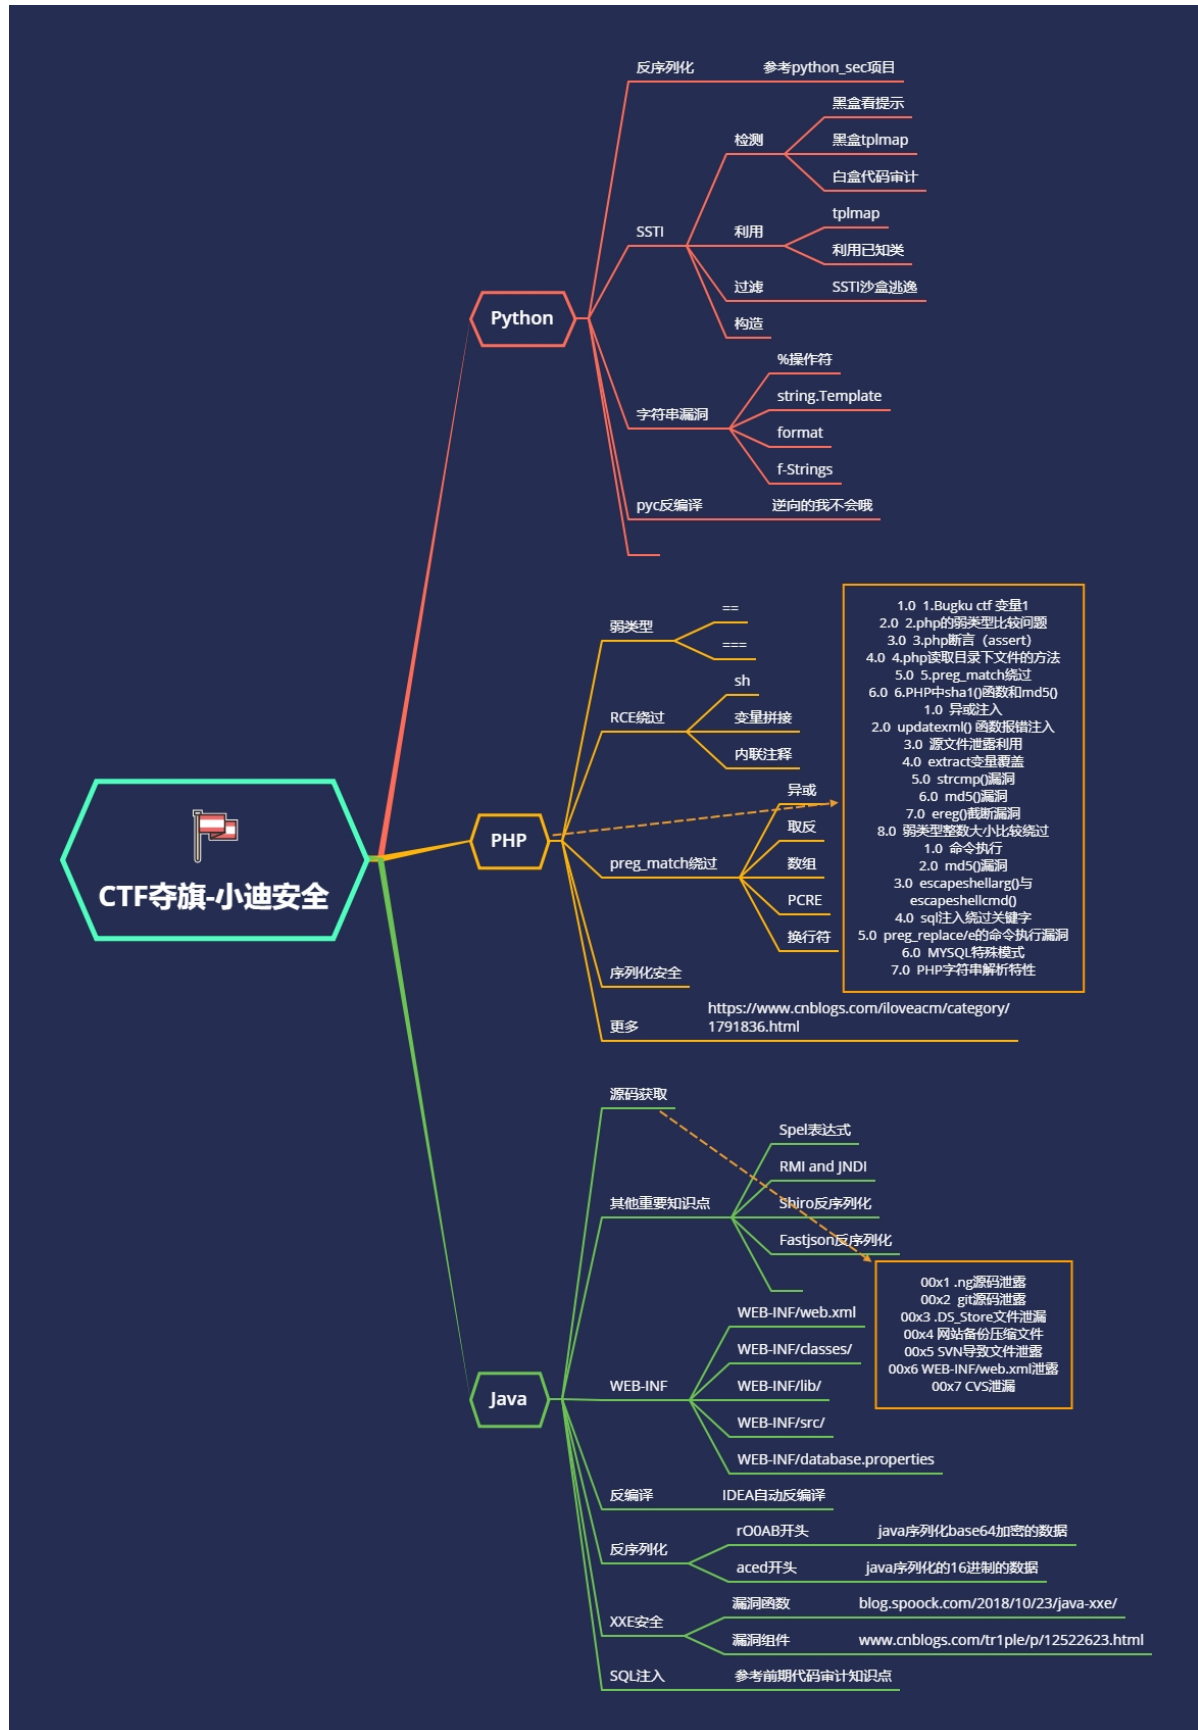 CTF夺旗-小迪安全
Python
反序列化
参考python_sec项目
SSTI
检测
黑盒看提示
黑盒tplmap
白盒代码审计
利用
tplmap
利用已知类
过滤
SSTI沙盒逃逸
构造
字符串漏洞
%操作符
string.Template
format
f-Strings
pyc反编译
逆向的我不会哦
PHP
弱类型
==
===
RCE绕过
sh
变量拼接
内联注释
preg_match绕过
异或
取反
数组
PCRE
换行符
序列化安全
更多
https://www.cnblogs.com/iloveacm/category/
1791836.html
1.0 1.Bugku ctf 变量1
2.0 2.php的弱类型比较问题
3.0 3.php断言（assert）
4.0 4.php读取目录下文件的方法
5.0 5.preg_match绕过
6.0 6.PHP中sha1()函数和md5()
1.0 异或注入
2.0 updatexml() 函数报错注入
3.0 源文件泄露利用
4.0 extract变量覆盖
5.0 strcmp()漏洞
6.0 md5()漏洞
7.0 ereg()截断漏洞
8.0 弱类型整数大小比较绕过
1.0 命令执行
2.0 md5()漏洞
3.0 escapeshellarg()与
escapeshellcmd()
4.0 sql注入绕过关键字
5.0 preg_replace/e的命令执行漏洞
6.0 MYSQL特殊模式
7.0 PHP字符串解析特性
Java
源码获取
其他重要知识点
Spel表达式
RMI and JNDI
Shiro反序列化
Fastjson反序列化
00x1 .ng源码泄露
00x2 git源码泄露
00x3 .DS_Store文件泄漏
00x4 网站备份压缩文件
00x5 SVN导致文件泄露
00x6 WEB-INF/web.xml泄露
00x7 CVS泄漏
WEB-INF
WEB-INF/web.xml
WEB-INF/classes/
WEB-INF/lib/
WEB-INF/src/
WEB-INF/database.properties
反编译
IDEA自动反编译
反序列化
rO0AB开头
java序列化base64加密的数据
aced开头
java序列化的16进制的数据
XXE安全
漏洞函数
blog.spoock.com/2018/10/23/java-xxe/
漏洞组件
www.cnblogs.com/tr1ple/p/12522623.html
SQL注入
参考前期代码审计知识点